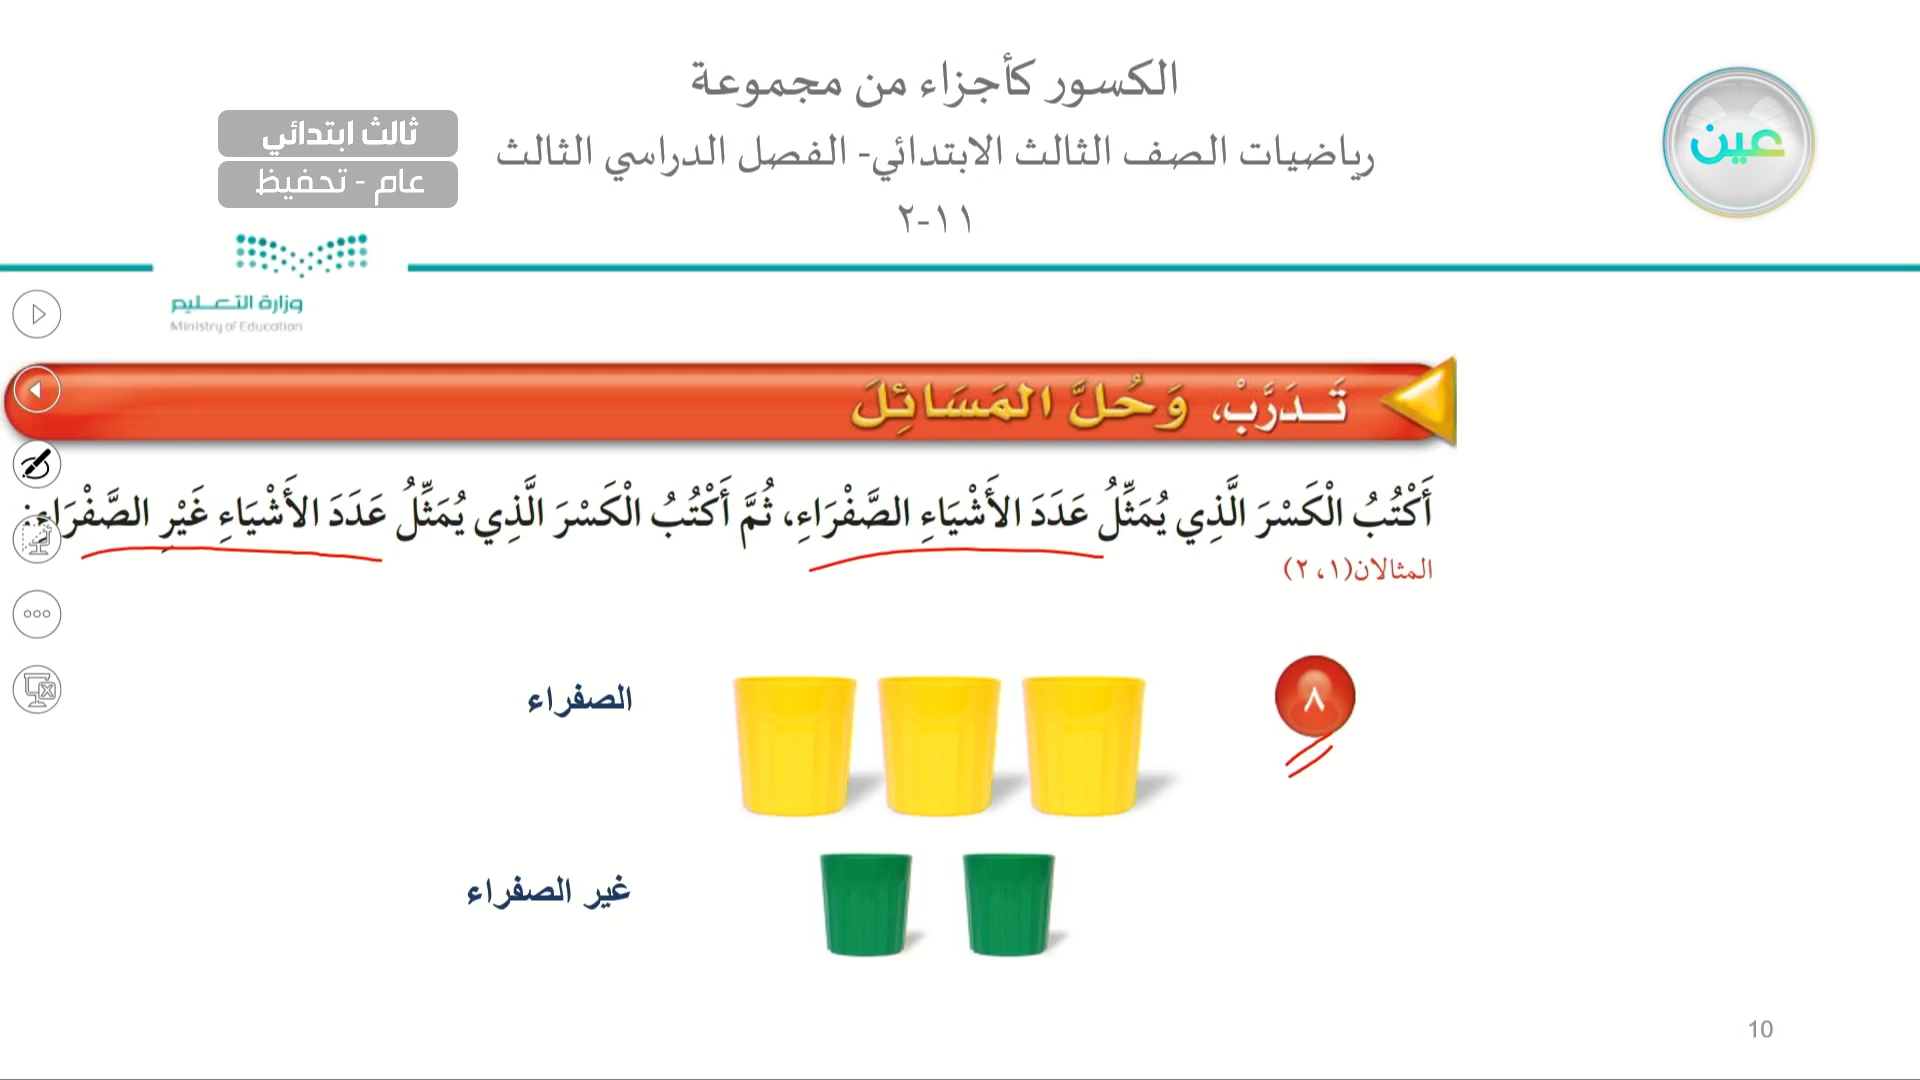 الكسور كأجزاء من مجموعة
رياضيات الصف الثالث الابتدائي- الفصل الدراسي الثالث
١١-٢
عين
ثالث ابتدائي
عام - تحفيظ
وزارة التعليم
Ministry of Education
تَدَرَّبْ، وَحُلَّ المَسَائِلَ
أَكْتُبُ الْكَسْرَ الَّذِي يُمَثِّلُ عَدَدَ الأَشْيَاءِ الصَّفْرَاءِ، ثُمَّ أَكْتُبُ الْكَسْرَ الَّذِي يُمَثِّلُ عَدَدَ الأَشْيَاءِ غَيْرِ الصَّفْرَاءِ:
المثالان(١، ٢)
٨
الصفراء
غير الصفراء
10